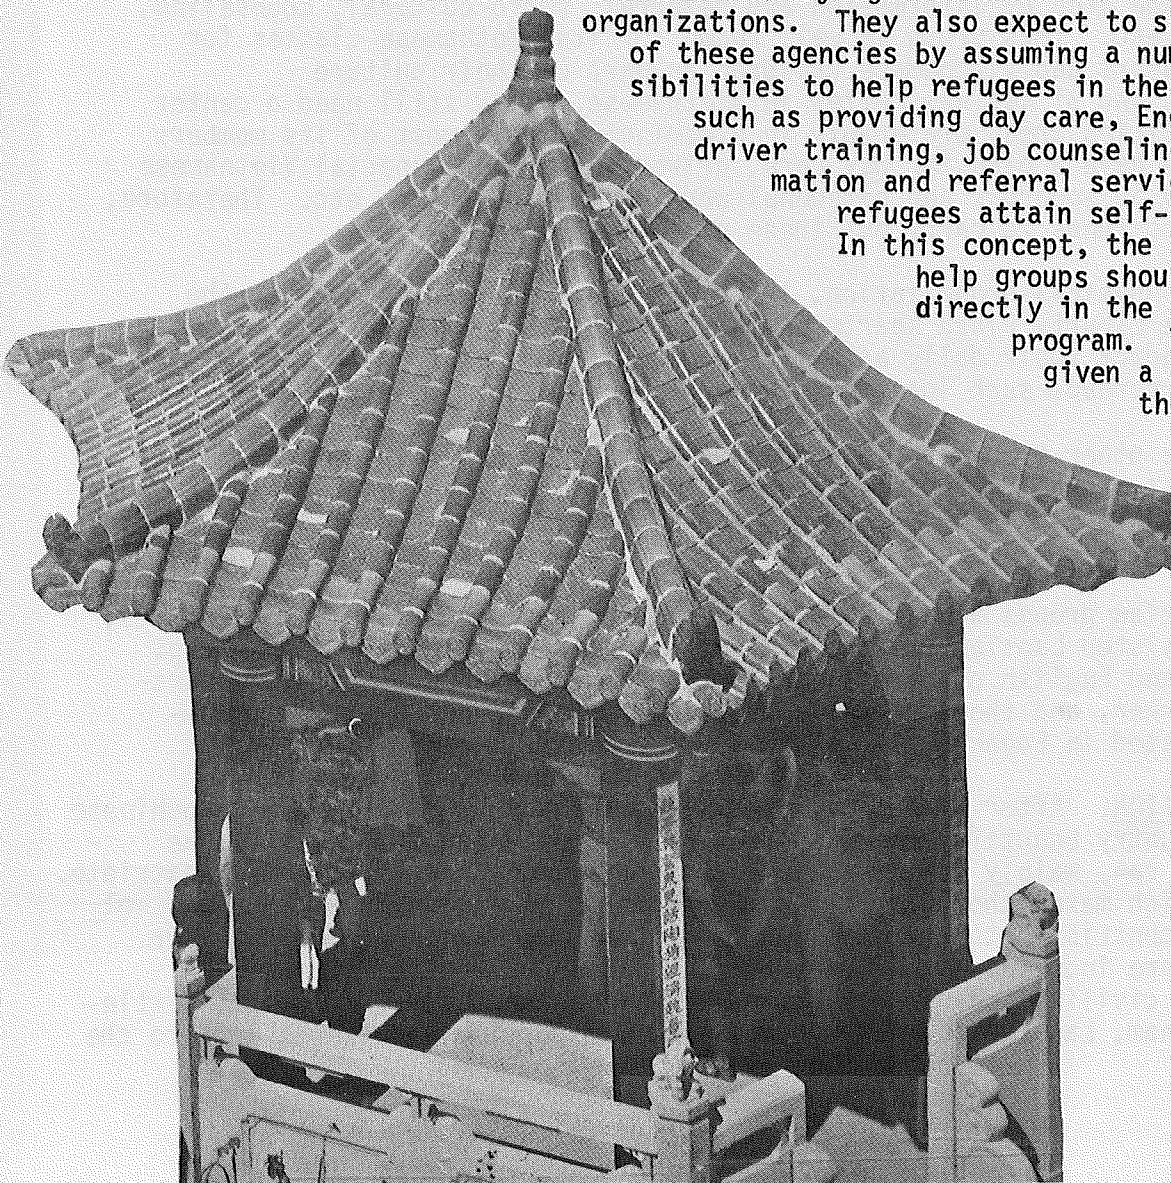 organizations. They also expect to s
of these agencies by assuming a nu
sibilities to help refugees in the
such as providing day care, En
driver training, job counselin
mation and referral servi
refugees attain self-
In this concept, the
help groups shou
directly in the
program.
given a
th